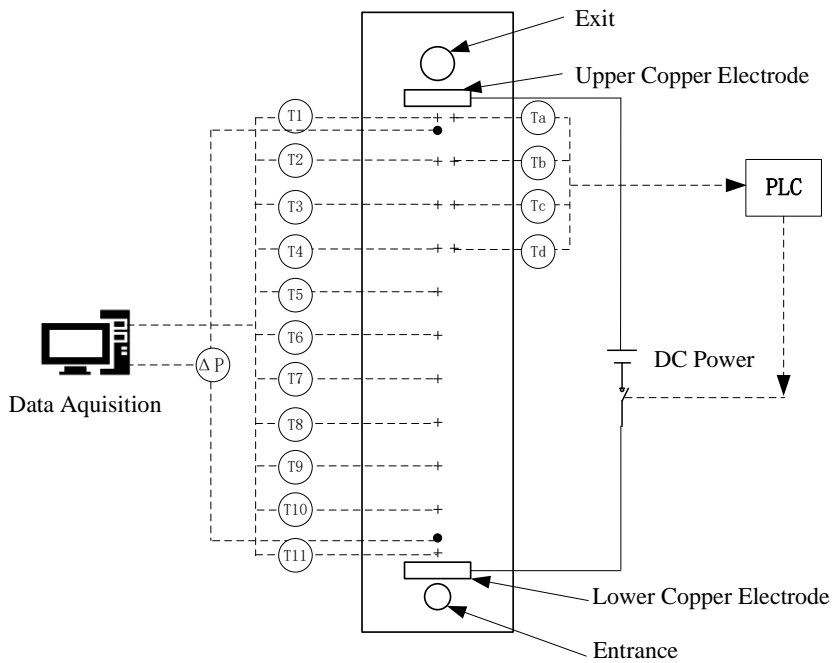 Exit
Upper Copper Electrode
T1
Ta
T2
Tb
T3
Tc
T4
Td
PLC
T5
T6
ΔP
DC Power
T7
Data Aquisition
T8
T9
T10
T11
Lower Copper Electrode
Entrance